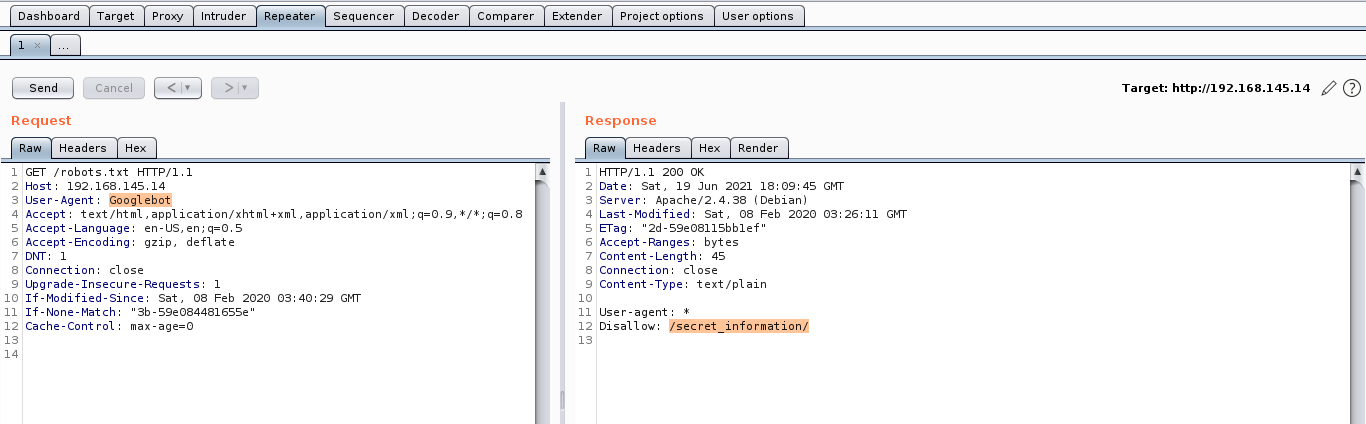 Dashboard Target Proxy Intruder Repeater Sequencer Decoder Comparer Extender Project options User options
1 × ...
Send Cancel < > Target: http://192.168.145.14 ?
Request
Raw Headers Hex
1 GET /robots.txt HTTP/1.1
2 Host: 192.168.145.14
3 User-Agent: Googlebot
4 Accept: text/html,application/xhtml+xml,application/xml;q=0.9,*/*;q=0.8
5 Accept-Language: en-US,en;q=0.5
6 Accept-Encoding: gzip, deflate
7 DNT: 1
8 Connection: close
9 Upgrade-Insecure-Requests: 1
10 If-Modified-Since: Sat, 08 Feb 2020 03:40:29 GMT
11 If-None-Match: "3b-59e084481655e"
12 Cache-Control: max-age=0
13
14
Response
Raw Headers Hex Render
1 HTTP/1.1 200 OK
2 Date: Sat, 19 Jun 2021 18:09:45 GMT
3 Server: Apache/2.4.38 (Debian)
4 Last-Modified: Sat, 08 Feb 2020 03:26:11 GMT
5 ETag: "2d-59e08115bb1ef"
6 Accept-Ranges: bytes
7 Content-Length: 45
8 Connection: close
9 Content-Type: text/plain
10
11 User-agent: *
12 Disallow: /secret_information/
13